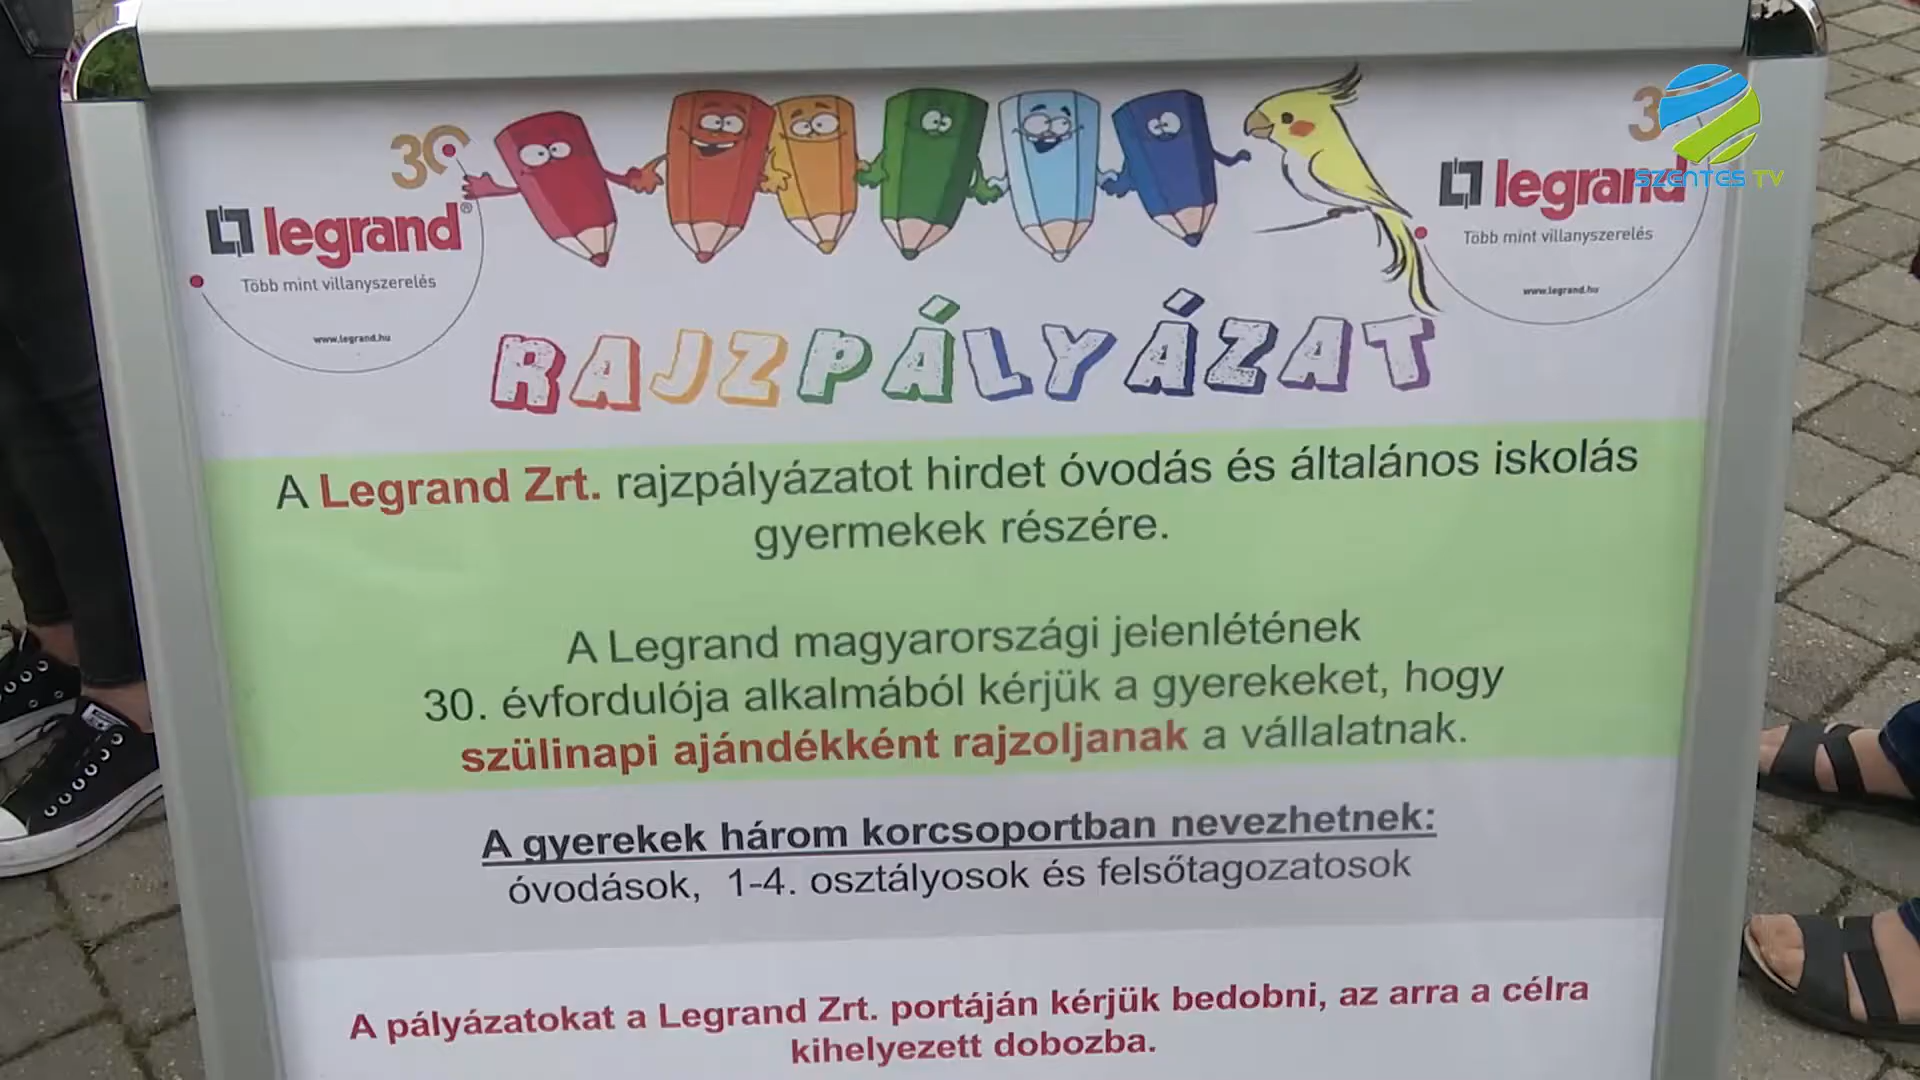 30
legrand®
Több mint villanyszerelés
www.legrand.hu
legrand
Több mint villanyszerelés
www.legrand.hu
SZENTES TV
RAJZPÁLYÁZAT
A Legrand Zrt. rajzpályázatot hirdet óvodás és általános iskolás
gyermekek részére.
A Legrand magyarországi jelenlétének
30. évfordulója alkalmából kérjük a gyerekeket, hogy
szülinapi ajándékként rajzoljanak a vállalatnak.
A gyerekek három korcsoportban nevezhetnek:
óvodások, 1-4. osztályosok és felsőtagozatosok
A pályázatokat a Legrand Zrt. portáján kérjük bedobni, az arra a célra
kihelyezett dobozba.